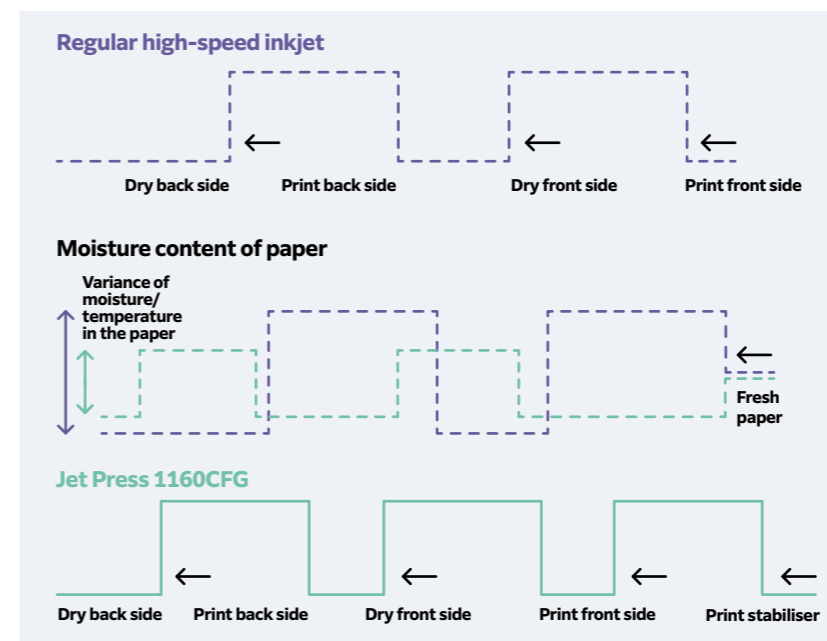 Regular high-speed inkjet
Dry back side Print back side Dry front side Print front side
Moisture content of paper
Variance of
moisture/
temperature
in the paper
Fresh
paper
Jet Press 1160CFG
Dry back side Print back side Dry front side Print front side Print stabiliser